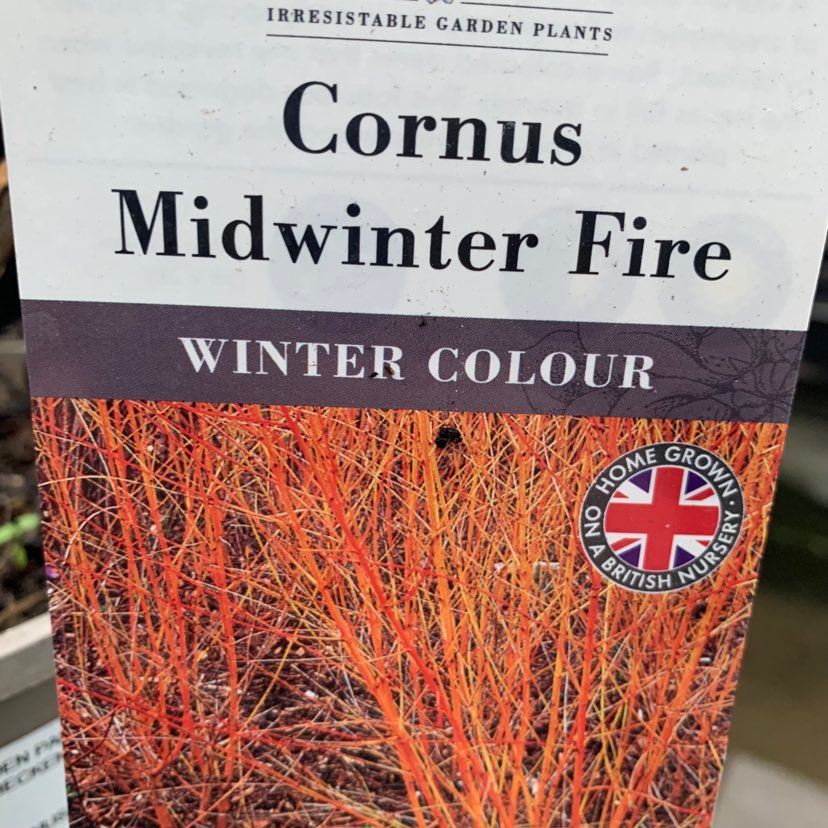 IRRESISTABLE GARDEN PLANTS
Cornus
Midwinter Fire
WINTER COLOUR
HOME GROWN
· ON A BRITISH NURSERY ·